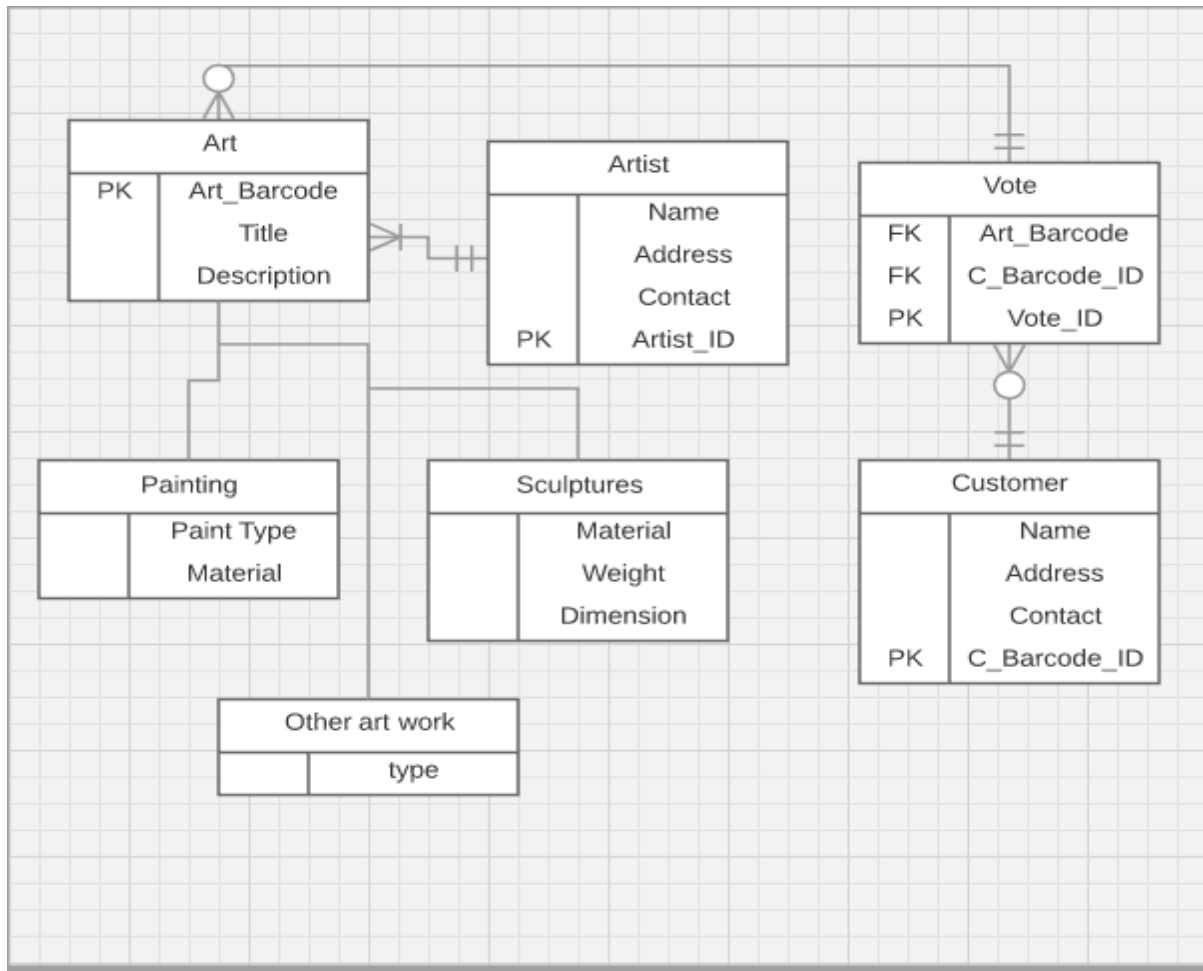 Art
PK Art_Barcode
Title
Description
Artist
Name
Address
Contact
PK Artist_ID
Vote
FK Art_Barcode
FK C_Barcode_ID
PK Vote_ID
Painting
Paint Type
Material
Sculptures
Material
Weight
Dimension
Customer
Name
Address
Contact
PK C_Barcode_ID
Other art work
type